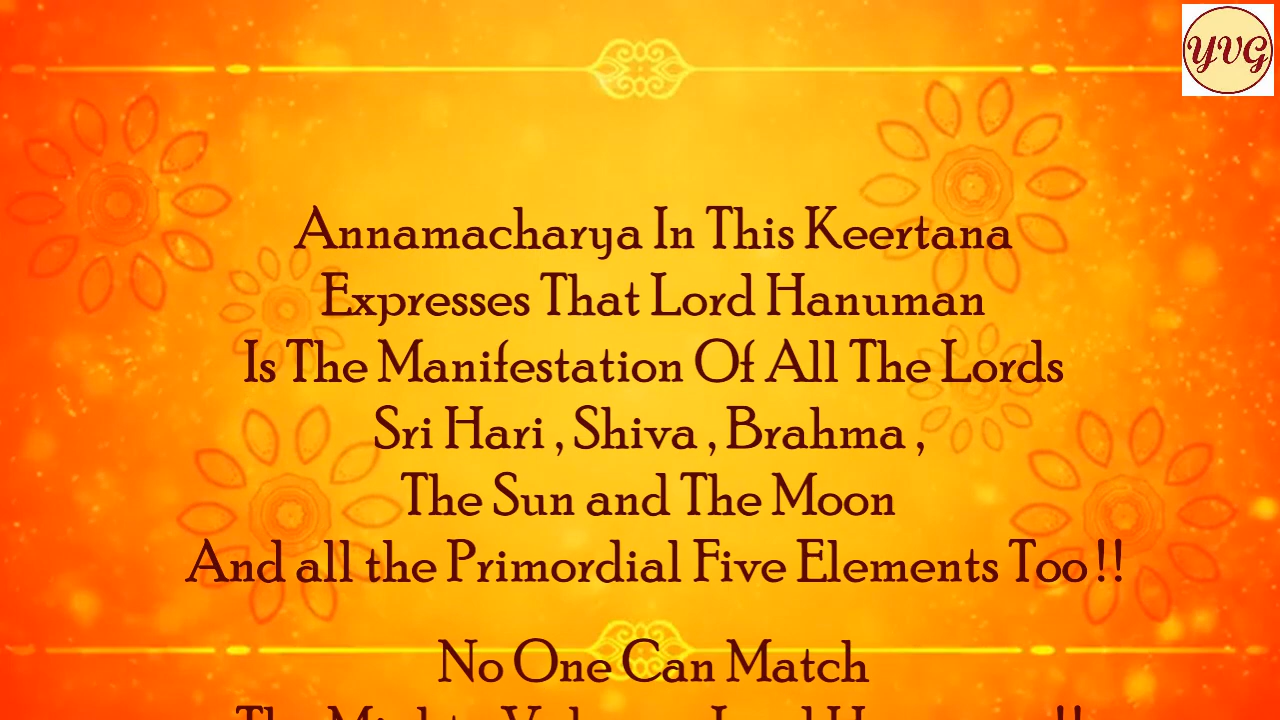 YVG
Annamacharya In This Keertana
Expresses That Lord Hanuman
Is The Manifestation Of All The Lords
Sri Hari , Shiva , Brahma ,
The Sun and The Moon
And all the Primordial Five Elements Too !!
No One Can Match